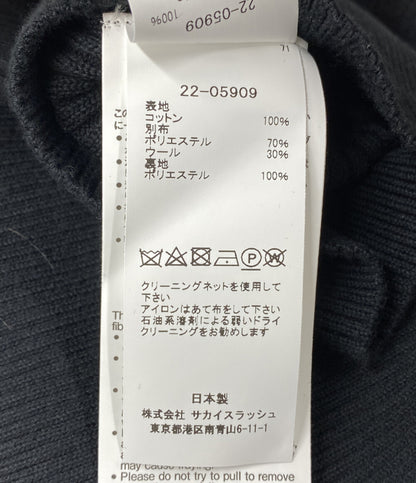 22-05909
100%
71
22-05909
表地
コットン 100%
別布
ポリエステル 70%
ウール 30%
裏地
ポリエステル 100%
クリーニングネットを使用して
下さい
アイロンはあて布をして下さい
石油系溶剤による弱いドライ
クリーニングをお勧めします
日本製
株式会社 サカイスラッシュ
東京都港区南青山6-11-1
may cause fraying.
• Please do not try to pull to remove